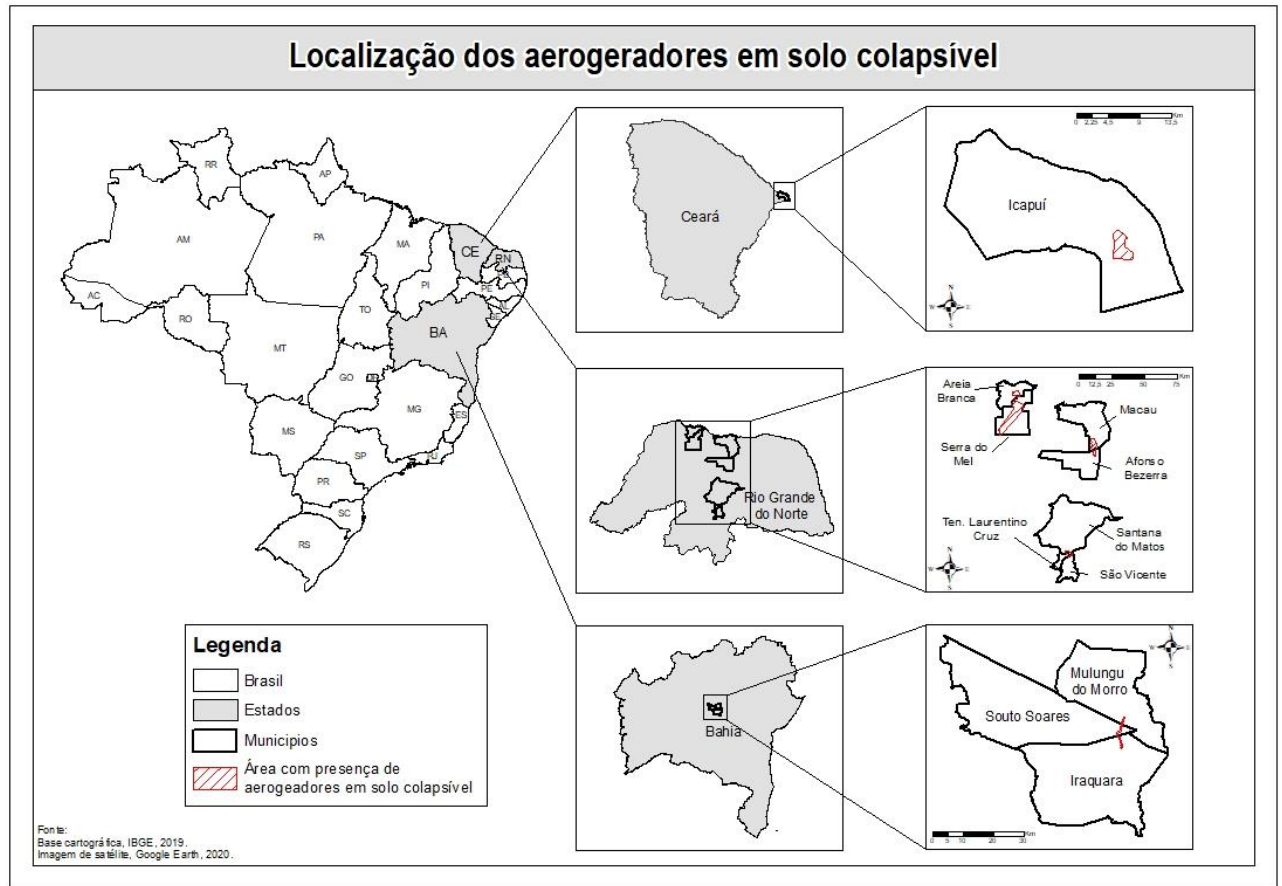 Localização dos aerogeradores em solo colapsível
RR
AP
AM
PA
MA
CE
RN
PI
PE
AC
TO
AL
SE
RO
BA
MT
GO
DF
MG
ES
MS
SP
RJ
PR
SC
RS
Ceará
0 2,25 4,5 9 13,5
Km
Icapuí
N
W E
S
Rio Grande
do Norte
Areia
Branca
0 12,5 25 50 75
Km
Macau
Serra do
Mel
Afonso
Bezerra
Ten. Laurentino
Cruz
Santana
do Matos
São Vicente
N
W E
S
Bahia
N
W E
S
Mulungu
do Morro
Souto Soares
Iraquara
0 5 10 20 30
Km
Legenda
Brasil
Estados
Municipios
Área com presença de
aerogeadores em solo colapsível
Fonte:
Base cartográfica, IBGE, 2019.
Imagem de satélite, Google Earth, 2020.